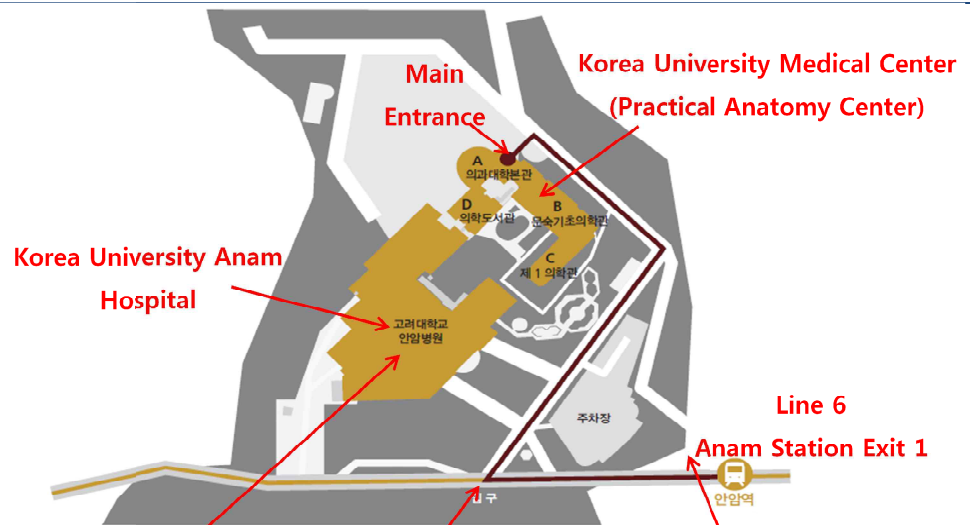 Main
Entrance
Korea University Medical Center
(Practical Anatomy Center)
A
의과대학본관
D
의학도서관
B
문숙기초의학관
C
제 1 의학관
Korea University Anam
Hospital
고려대학교
안암병원
주차장
Line 6
Anam Station Exit 1
안암역
구